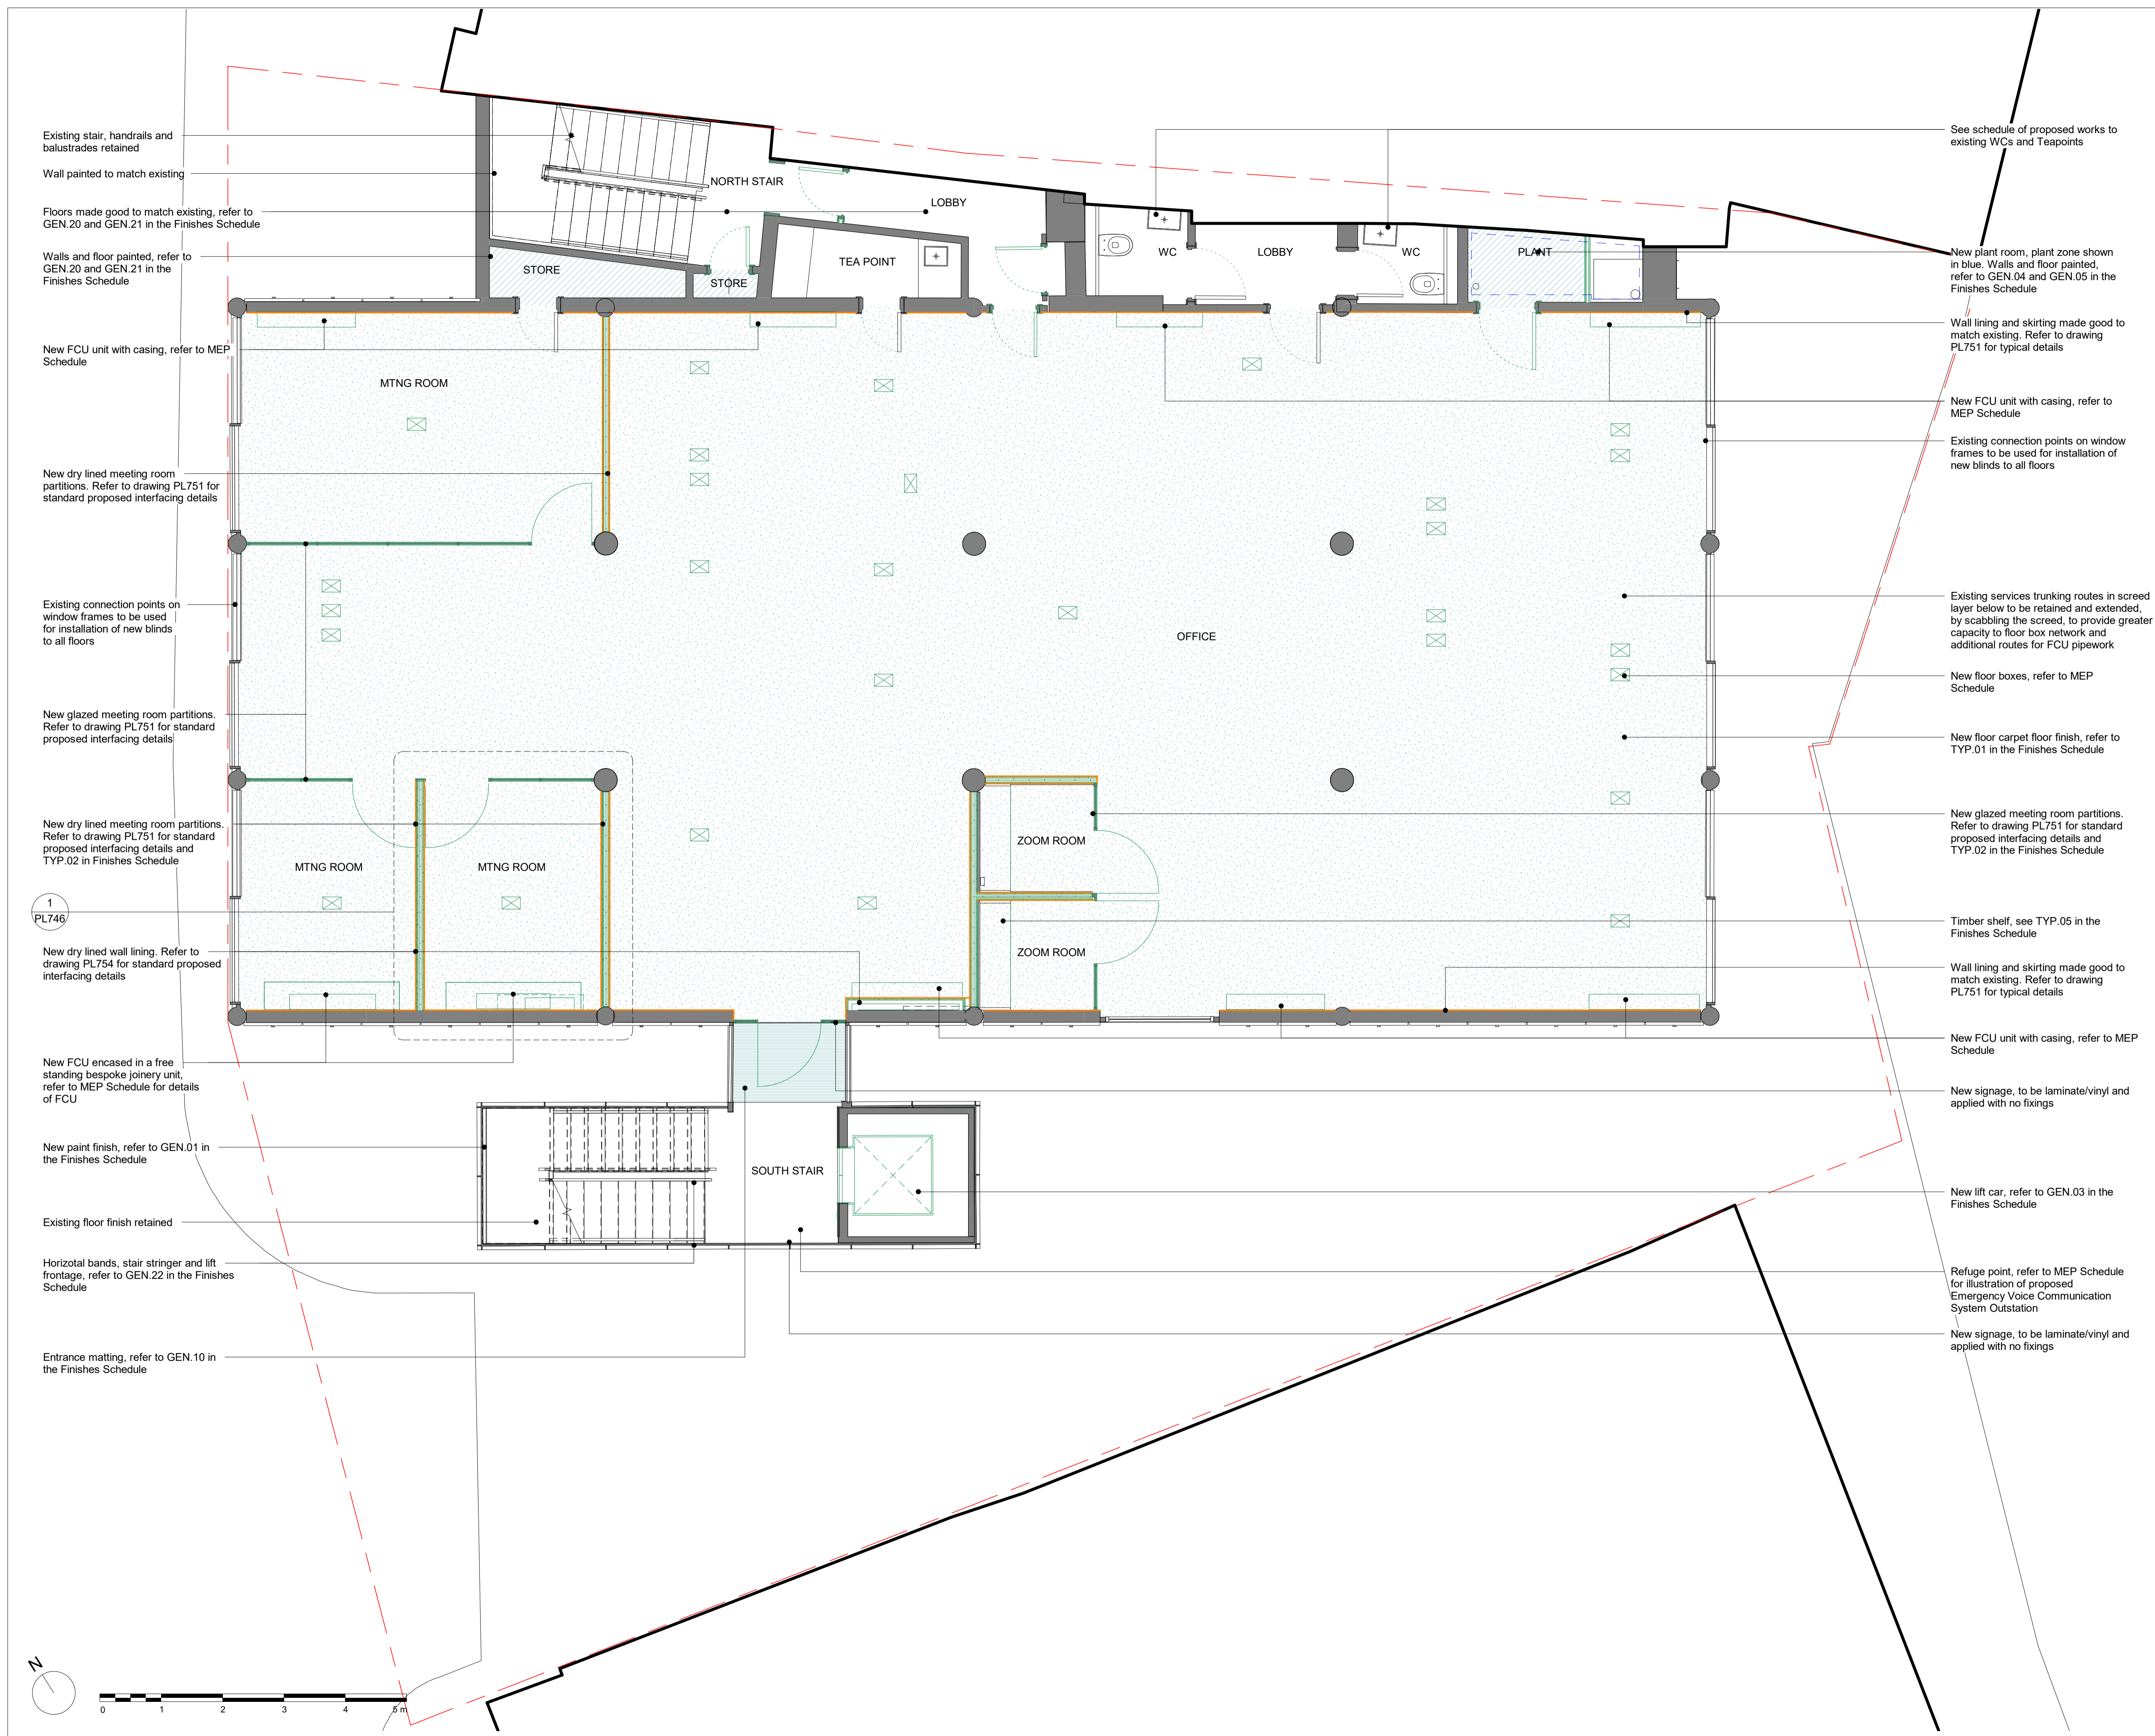 Existing stair, handrails and
balustrades retained
Wall painted to match existing
Floors made good to match existing, refer to
GEN.20 and GEN.21 in the Finishes Schedule
Walls and floor painted, refer to
GEN.20 and GEN.21 in the
Finishes Schedule
New FCU unit with casing, refer to MEP
Schedule
New dry lined meeting room
partitions. Refer to drawing PL751 for
standard proposed interfacing details
Existing connection points on
window frames to be used
for installation of new blinds
to all floors
New glazed meeting room partitions.
Refer to drawing PL751 for standard
proposed interfacing details
New dry lined meeting room partitions.
Refer to drawing PL751 for standard
proposed interfacing details and
TYP.02 in Finishes Schedule
1
PL746
New dry lined wall lining. Refer to
drawing PL754 for standard proposed
interfacing details
New FCU encased in a free
standing bespoke joinery unit,
refer to MEP Schedule for details
of FCU
New paint finish, refer to GEN.01 in
the Finishes Schedule
Existing floor finish retained
Horizotal bands, stair stringer and lift
frontage, refer to GEN.22 in the Finishes
Schedule
Entrance matting, refer to GEN.10 in
the Finishes Schedule
NORTH STAIR
LOBBY
STORE
STORE
TEA POINT
WC
LOBBY
WC
PLANT
MTNG ROOM
OFFICE
MTNG ROOM
MTNG ROOM
ZOOM ROOM
ZOOM ROOM
SOUTH STAIR
See schedule of proposed works to
existing WCs and Teapoints
New plant room, plant zone shown
in blue. Walls and floor painted,
refer to GEN.04 and GEN.05 in the
Finishes Schedule
Wall lining and skirting made good to
match existing. Refer to drawing
PL751 for typical details
New FCU unit with casing, refer to
MEP Schedule
Existing connection points on window
frames to be used for installation of
new blinds to all floors
Existing services trunking routes in screed
layer below to be retained and extended,
by scabbling the screed, to provide greater
capacity to floor box network and
additional routes for FCU pipework
New floor boxes, refer to MEP
Schedule
New floor carpet floor finish, refer to
TYP.01 in the Finishes Schedule
New glazed meeting room partitions.
Refer to drawing PL751 for standard
proposed interfacing details and
TYP.02 in the Finishes Schedule
Timber shelf, see TYP.05 in the
Finishes Schedule
Wall lining and skirting made good to
match existing. Refer to drawing
PL751 for typical details
New FCU unit with casing, refer to MEP
Schedule
New signage, to be laminate/vinyl and
applied with no fixings
New lift car, refer to GEN.03 in the
Finishes Schedule
Refuge point, refer to MEP Schedule
for illustration of proposed
Emergency Voice Communication
System Outstation
New signage, to be laminate/vinyl and
applied with no fixings
N
0 1 2 3 4 5 m